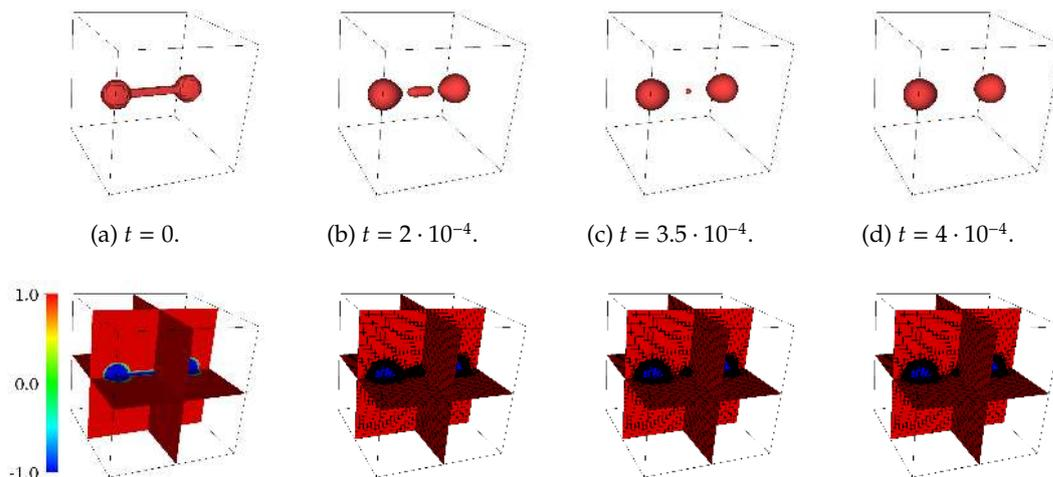 (a) t = 0.
(b) t = 2 · 10⁻⁴.
(c) t = 3.5 · 10⁻⁴.
(d) t = 4 · 10⁻⁴.
1.0
0.0
-1.0